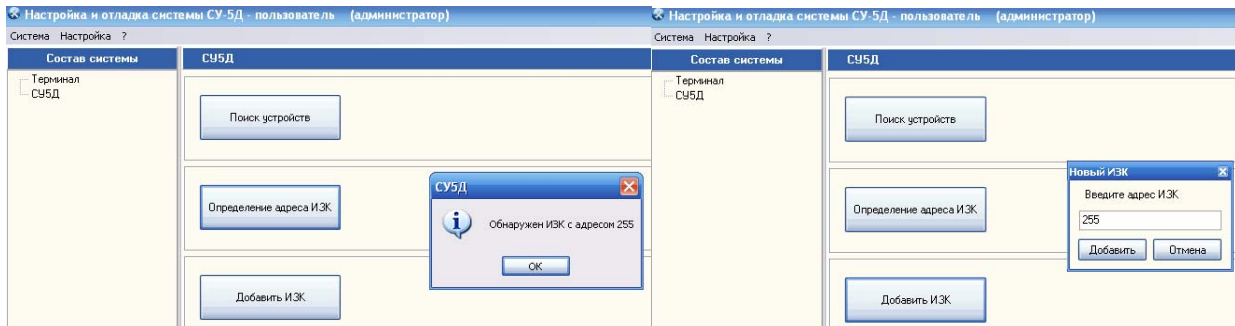 Настройка и отладка системы СУ-5Д - пользователь (администратор)
Система Настройка ?
Состав системы
СУ5Д
Терминал
СУ5Д
Поиск устройств
Определение адреса ИЗК
Добавить ИЗК
СУ5Д
Обнаружен ИЗК с адресом 255
OK
Настройка и отладка системы СУ-5Д - пользователь (администратор)
Система Настройка ?
Состав системы
СУ5Д
Терминал
СУ5Д
Поиск устройств
Определение адреса ИЗК
Добавить ИЗК
Новый ИЗК
Введите адрес ИЗК
255
Добавить Отмена